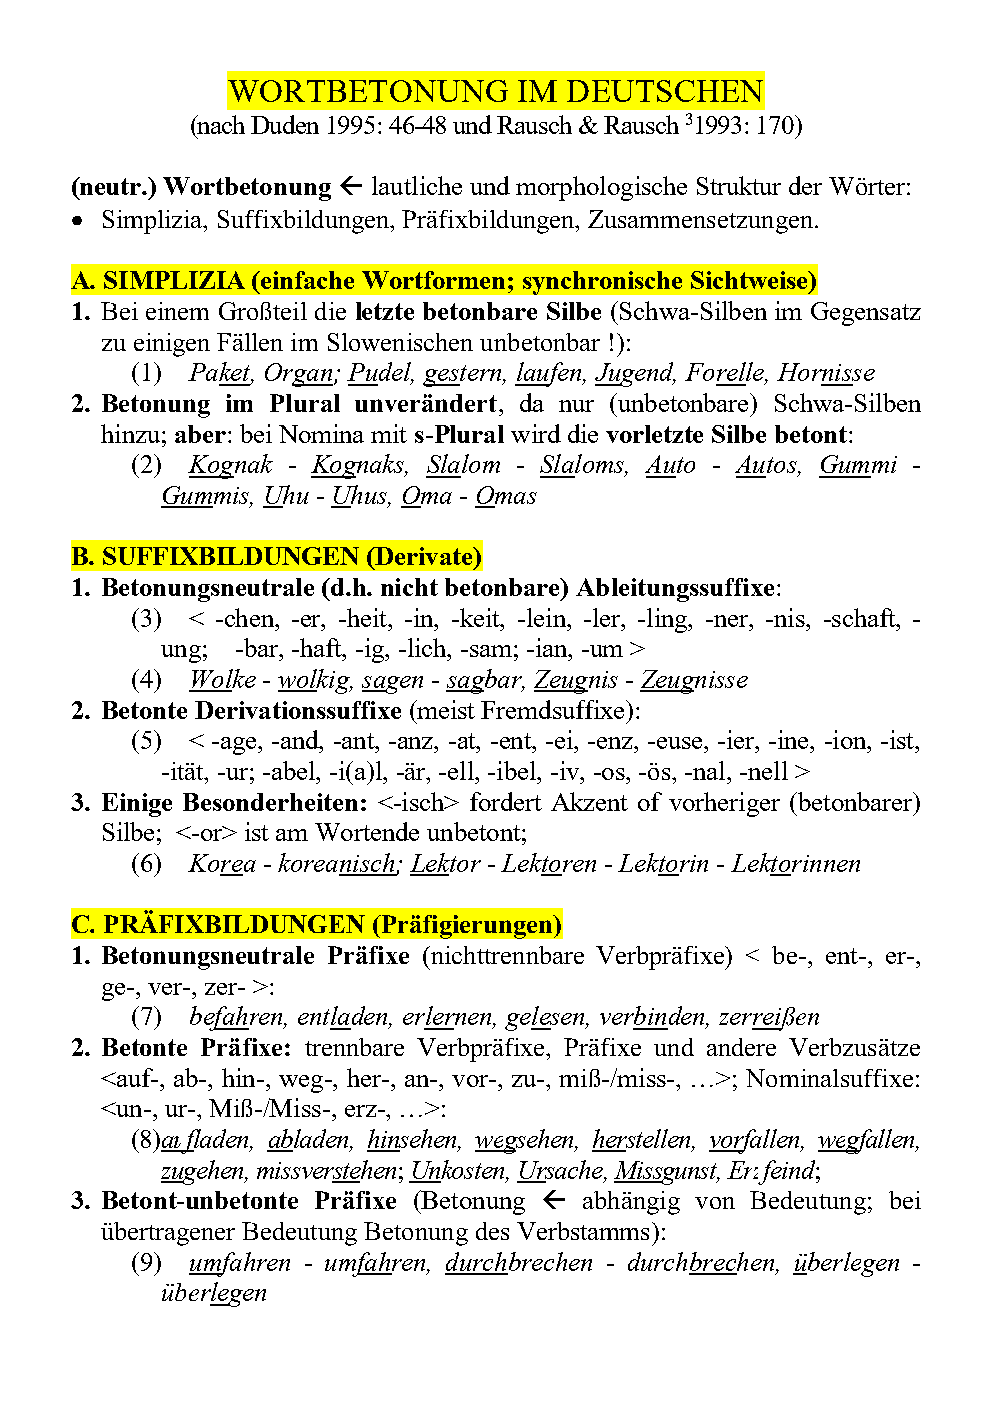 WORTBETONUNG IM DEUTSCHEN
(nach Duden 1995: 46-48 und Rausch & Rausch ³1993: 170)
(neutr.) Wortbetonung ← lautliche und morphologische Struktur der Wörter:
• Simplizia, Suffixbildungen, Präfixbildungen, Zusammensetzungen.
A. SIMPLIZIA (einfache Wortformen; synchronische Sichtweise)
1. Bei einem Großteil die letzte betonbare Silbe (Schwa-Silben im Gegensatz
zu einigen Fällen im Slowenischen unbetonbar !):
(1) Paket, Organ; Pudel, gestern, laufen, Jugend, Forelle, Hornisse
2. Betonung im Plural unverändert, da nur (unbetonbare) Schwa-Silben
hinzu; aber: bei Nomina mit s-Plural wird die vorletzte Silbe betont:
(2) Kognak - Kognaks, Slalom - Slaloms, Auto - Autos, Gummi -
Gummis, Uhu - Uhus, Oma - Omas
B. SUFFIXBILDUNGEN (Derivate)
1. Betonungsneutrale (d.h. nicht betonbare) Ableitungssuffixe:
(3) < -chen, -er, -heit, -in, -keit, -lein, -ler, -ling, -ner, -nis, -schaft, -
ung; -bar, -haft, -ig, -lich, -sam; -ian, -um >
(4) Wolke - wolkig, sagen - sagbar, Zeugnis - Zeugnisse
2. Betonte Derivationssuffixe (meist Fremdsuffixe):
(5) < -age, -and, -ant, -anz, -at, -ent, -ei, -enz, -euse, -ier, -ine, -ion, -ist,
-ität, -ur; -abel, -i(a)l, -är, -ell, -ibel, -iv, -os, -ös, -nal, -nell >
3. Einige Besonderheiten: <-isch> fordert Akzent of vorheriger (betonbarer)
Silbe; <-or> ist am Wortende unbetont;
(6) Korea - koreanisch; Lektor - Lektoren - Lektorin - Lektorinnen
C. PRÄFIXBILDUNGEN (Präfigierungen)
1. Betonungsneutrale Präfixe (nichttrennbare Verbpräfixe) < be-, ent-, er-,
ge-, ver-, zer- >:
(7) befahren, entladen, erlernen, gelesen, verbinden, zerreißen
2. Betonte Präfixe: trennbare Verbpräfixe, Präfixe und andere Verbzusätze
<auf-, ab-, hin-, weg-, her-, an-, vor-, zu-, miß-/miss-, …>; Nominalsuffixe:
<un-, ur-, Miß-/Miss-, erz-, …>:
(8)aufladen, abladen, hinsehen, wegsehen, herstellen, vorfallen, wegfallen,
zugehen, missverstehen; Unkosten, Ursache, Missgunst, Erzfeind;
3. Betont-unbetonte Präfixe (Betonung ← abhängig von Bedeutung; bei
übertragener Bedeutung Betonung des Verbstamms):
(9) umfahren - umfahren, durchbrechen - durchbrechen, überlegen -
überlegen